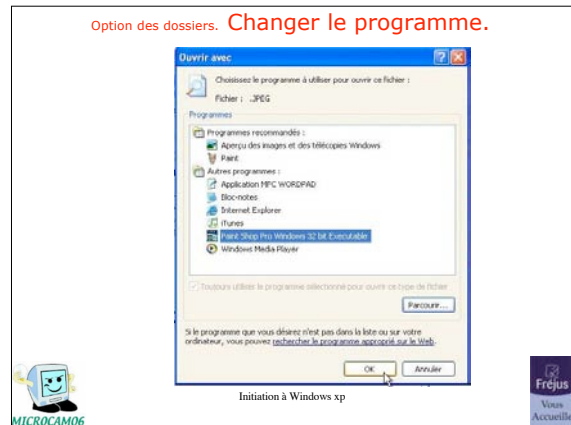 Option des dossiers. Changer le programme.
Ouvrir avec
Choisissez le programme à utiliser pour ouvrir ce fichier :
Fichier : .JPEG
Programmes
Programmes recommandés :
Aperçu des images et des télécopies Windows
Paint
Autres programmes :
Application MFC WORDPAD
Bloc-notes
Internet Explorer
iTunes
Paint Shop Pro Windows 32 bit Executable
Windows Media Player
Toujours utiliser le programme sélectionné pour ouvrir ce type de fichier
Parcourir...
Si le programme que vous désirez n'est pas dans la liste ou sur votre
ordinateur, vous pouvez rechercher le programme approprié sur le Web.
OK
Annuler
Initiation à Windows xp
MICROCAM06
Fréjus
Vous
Accueille